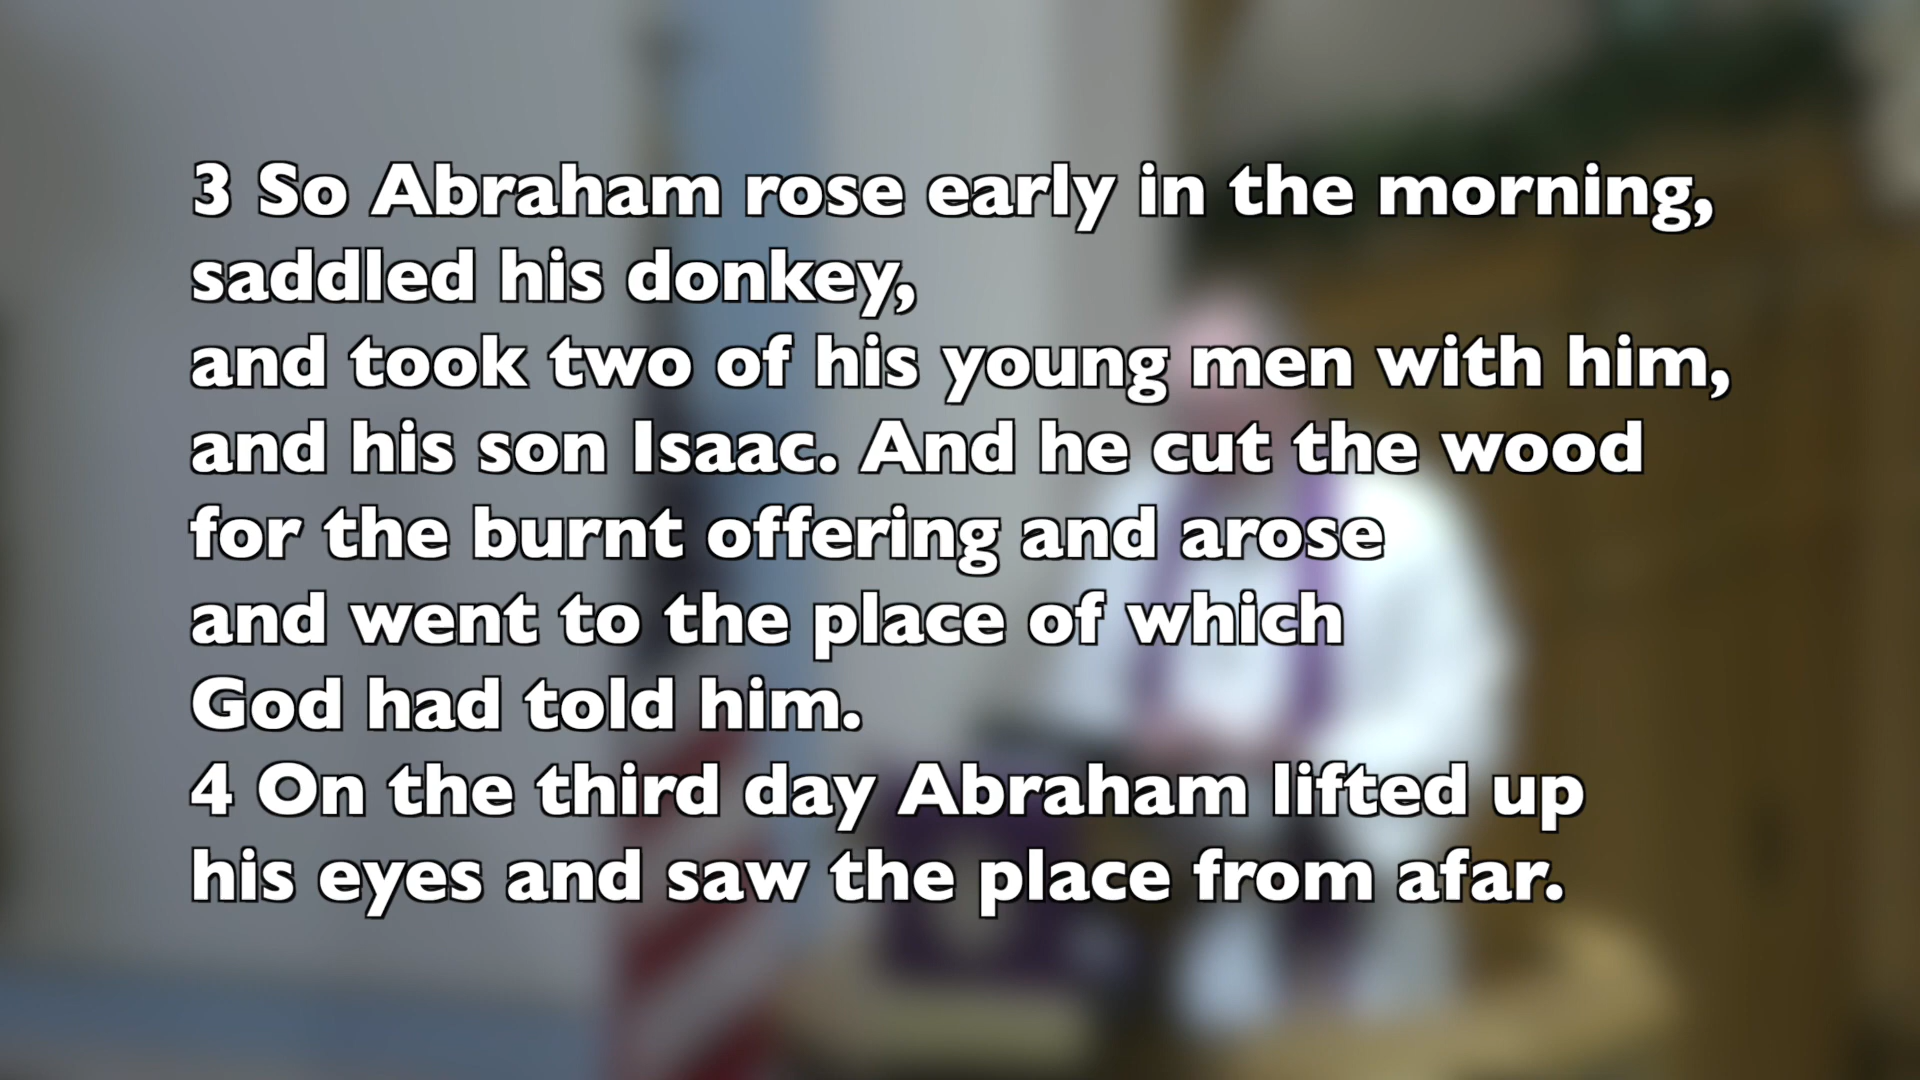 3 So Abraham rose early in the morning,
saddled his donkey,
and took two of his young men with him,
and his son Isaac. And he cut the wood
for the burnt offering and arose
and went to the place of which
God had told him.
4 On the third day Abraham lifted up
his eyes and saw the place from afar.